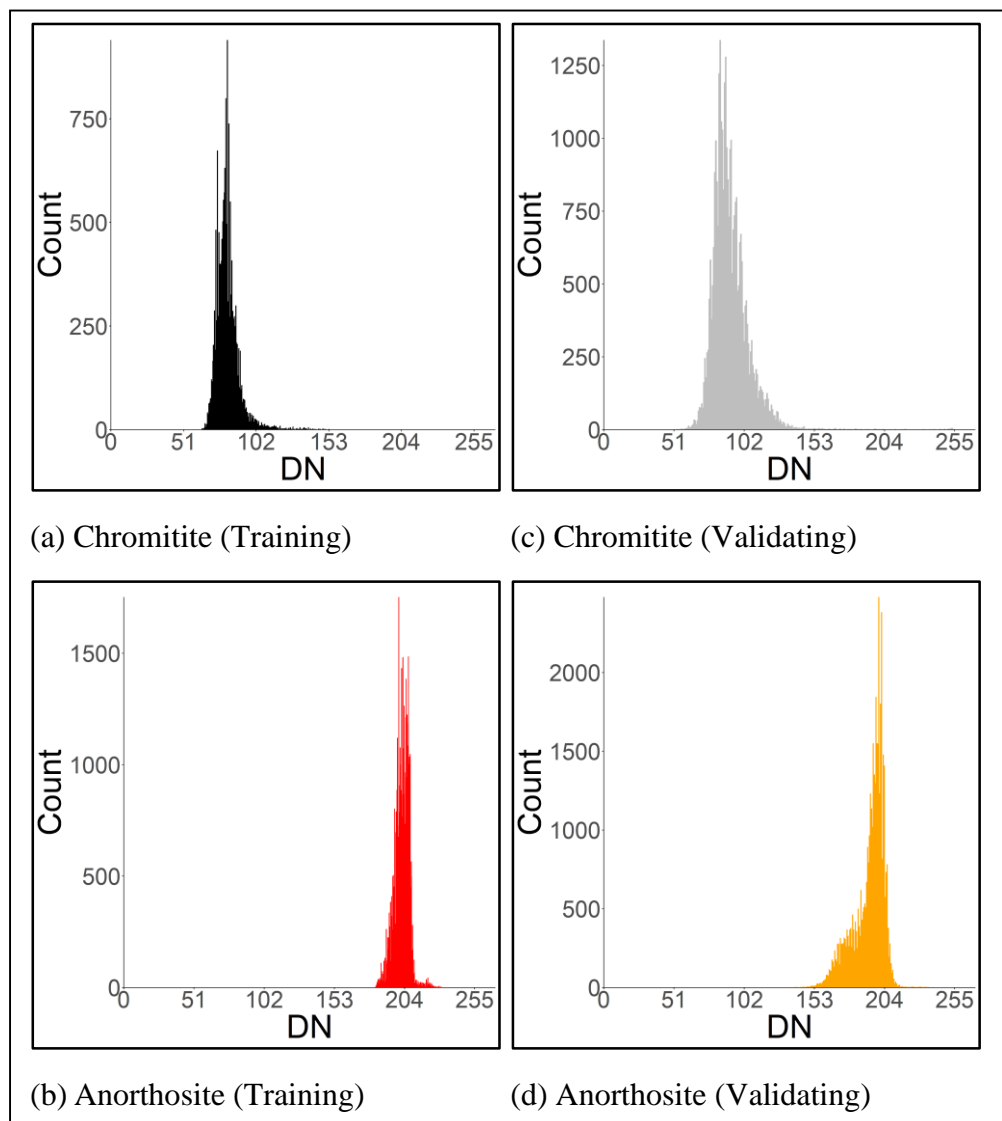 750
500
250
0
0 51 102 153 204 255
Count
DN
(a) Chromitite (Training)
1250
1000
750
500
250
0
0 51 102 153 204 255
Count
DN
(c) Chromitite (Validating)
1500
1000
500
0
0 51 102 153 204 255
Count
DN
(b) Anorthosite (Training)
2000
1500
1000
500
0
0 51 102 153 204 255
Count
DN
(d) Anorthosite (Validating)